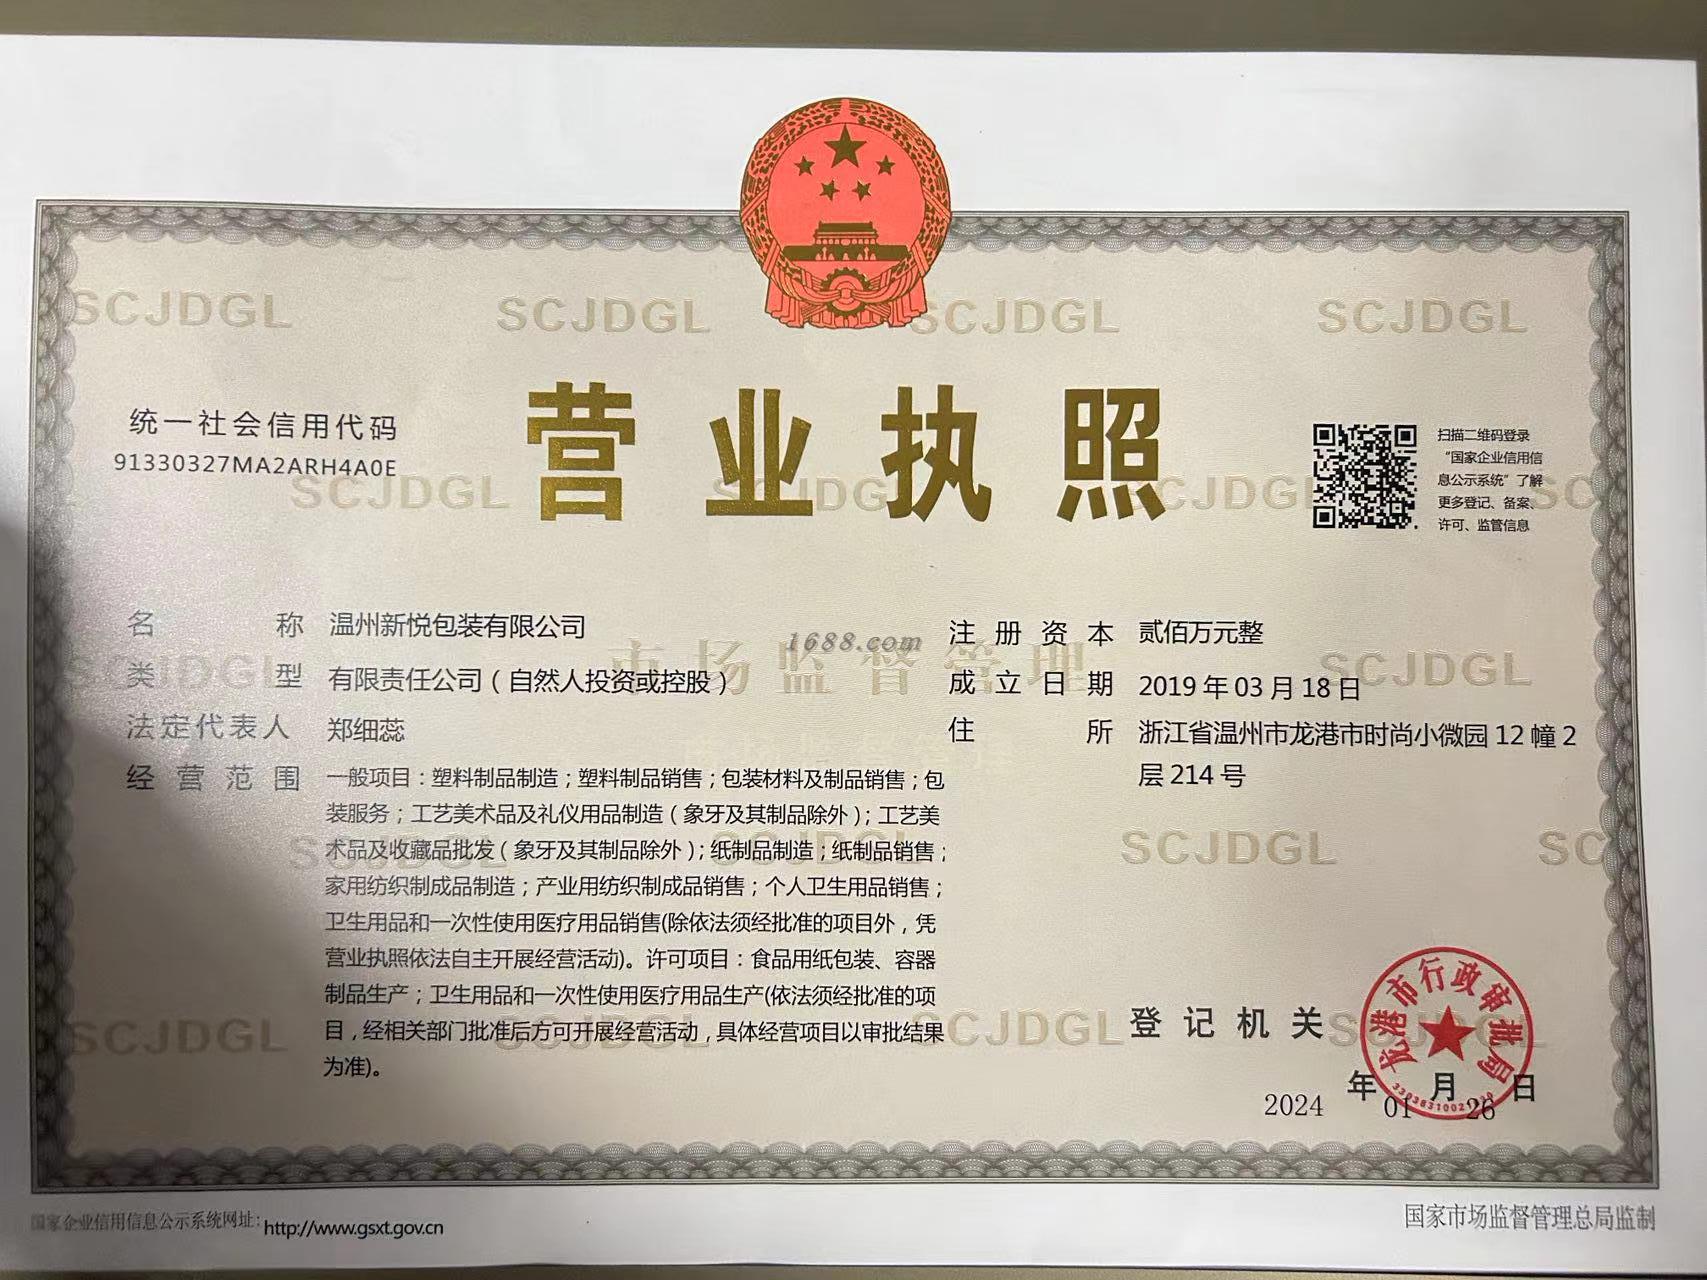 统一社会信用代码
91330327MA2ARH4A0E
营业执照
扫描二维码登录
“国家企业信用信
息公示系统”了解
更多登记、备案、
许可、监管信息
名称 温州新悦包装有限公司
类型 有限责任公司（自然人投资或控股）
法定代表人 郑细蕊
经营范围 一般项目：塑料制品制造；塑料制品销售；包装材料及制品销售；包
装服务；工艺美术品及礼仪用品制造（象牙及其制品除外）；工艺美
术品及收藏品批发（象牙及其制品除外）；纸制品制造；纸制品销售；
家用纺织制成品制造；产业用纺织制成品销售；个人卫生用品销售；
卫生用品和一次性使用医疗用品销售(除依法须经批准的项目外，凭
营业执照依法自主开展经营活动)。许可项目：食品用纸包装、容器
制品生产；卫生用品和一次性使用医疗用品生产(依法须经批准的项
目，经相关部门批准后方可开展经营活动，具体经营项目以审批结果
为准)。
注册资本 贰佰万元整
成立日期 2019年03月18日
住所 浙江省温州市龙港市时尚小微园12幢2
层214号
1688.com
市场监督管理
SCJDGL
登记机关
龙港市行政审批局
2024年01月26日
国家企业信用信息公示系统网址：http://www.gsxt.gov.cn
国家市场监督管理总局监制